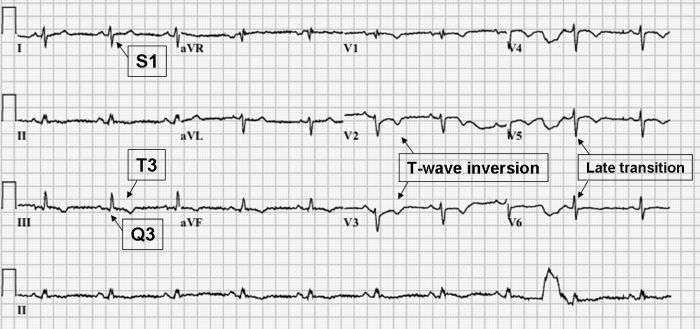 I aVR V1 V4
S1
II aVL V2 V5
T3 T-wave inversion Late transition
III aVF V3 V6
Q3
II